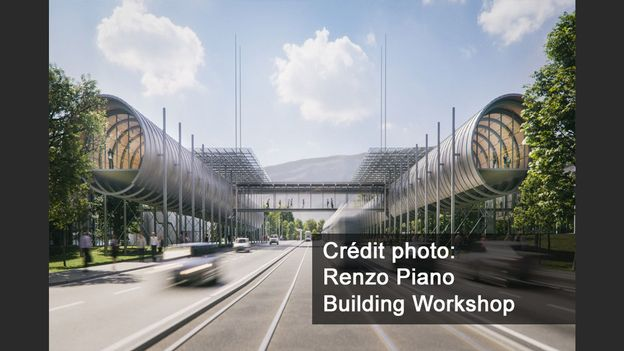 Crédit photo:
Renzo Piano
Building Workshop